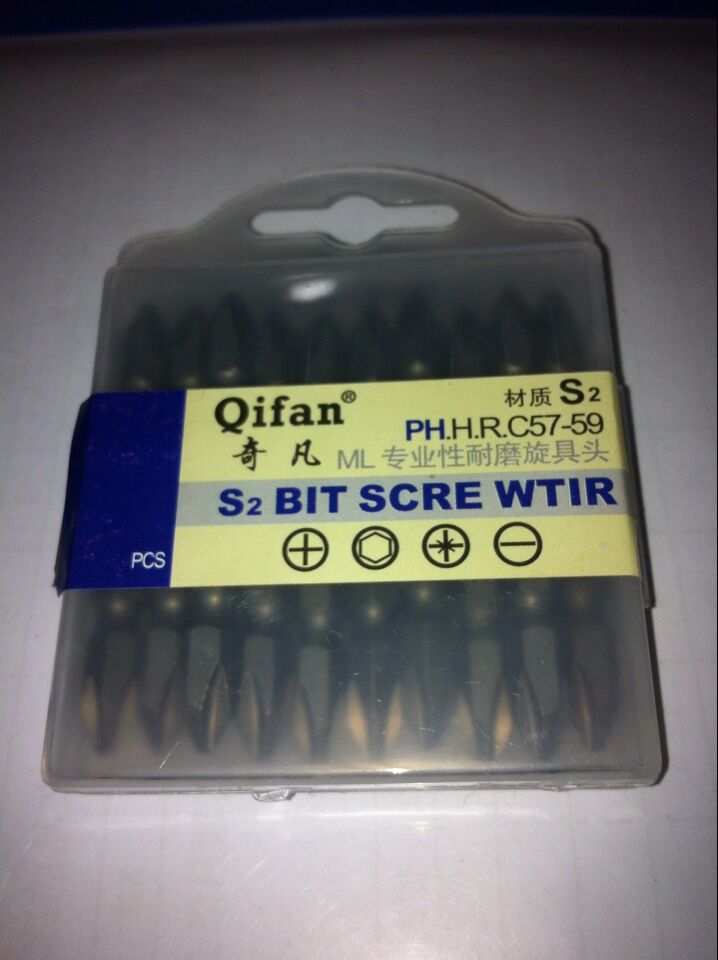 Qifan®
奇 凡
材质 S2
PH.H.R.C57-59
ML 专业性耐磨旋具头
S2 BIT SCRE WTIR
PCS